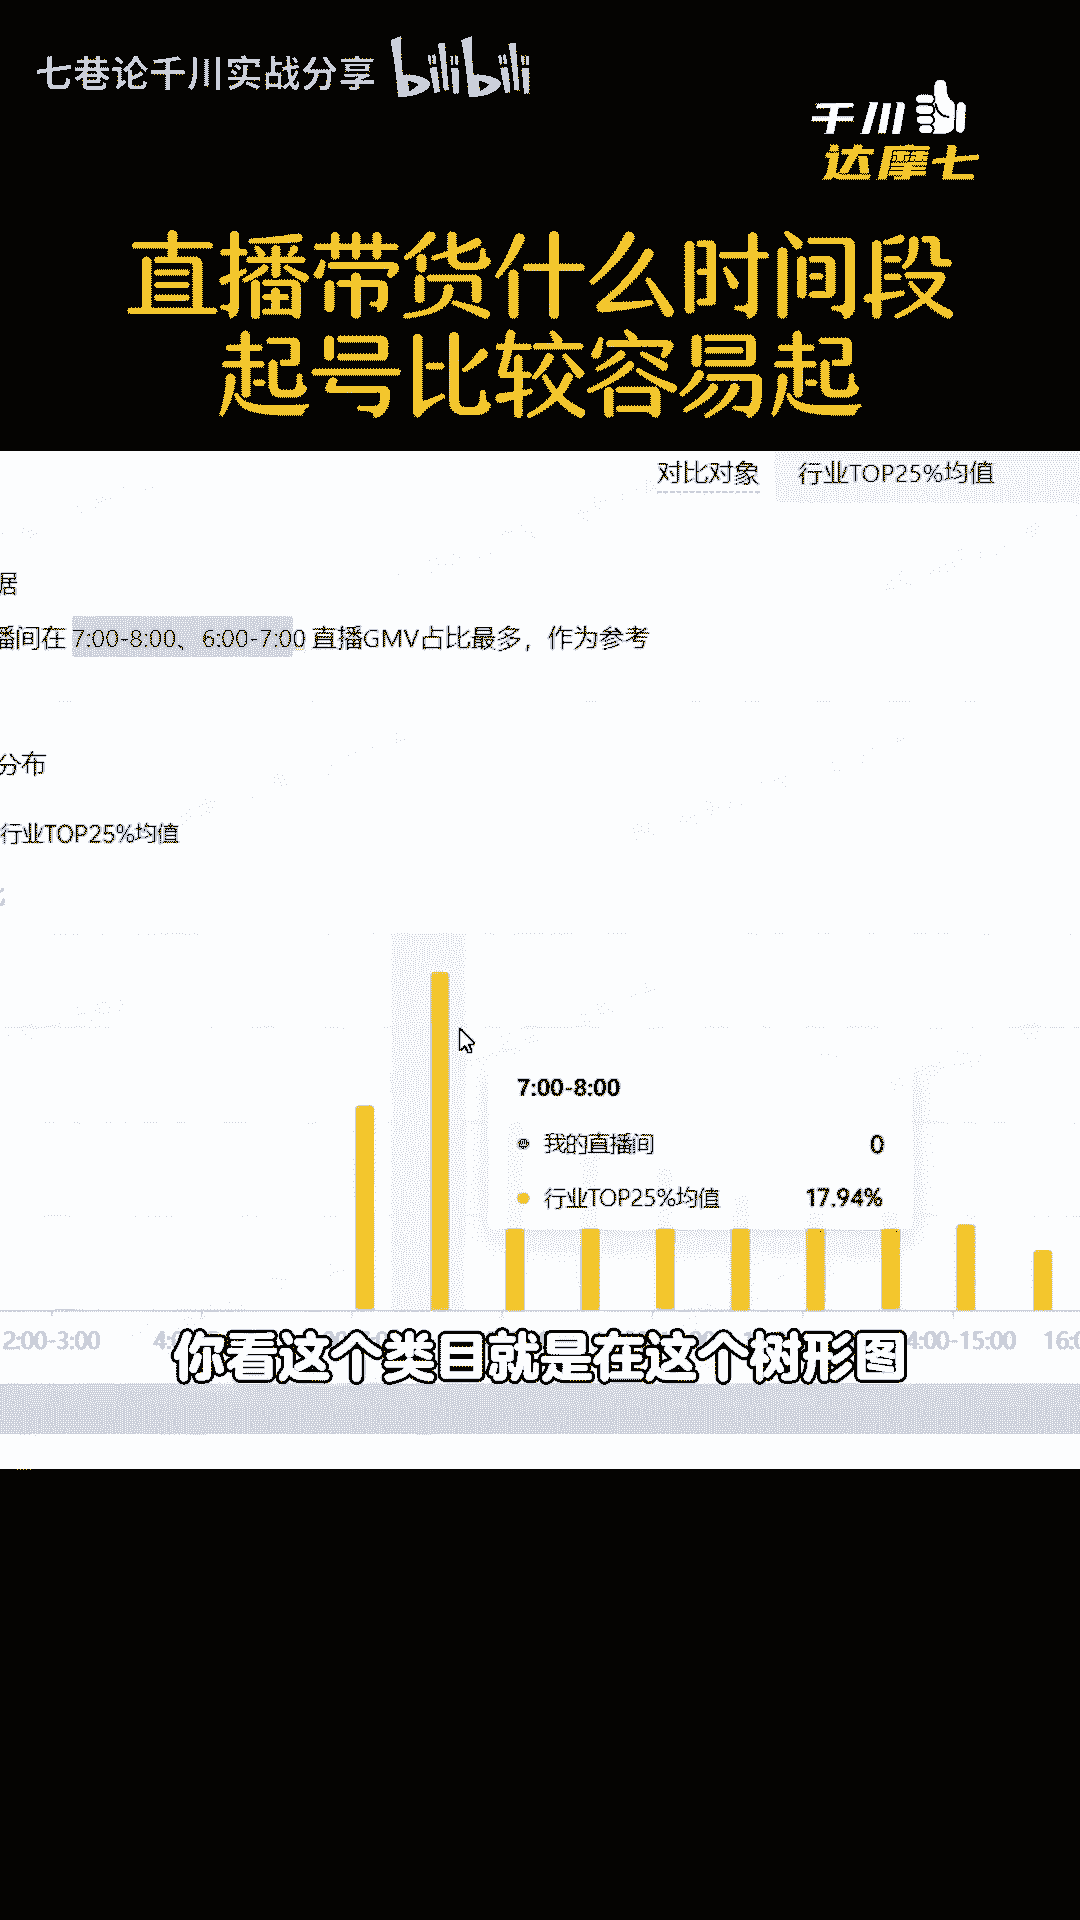 七巷论千川实战分享 bilibili
千川
达摩七
直播带货什么时间段
起号比较容易起
对比对象 行业TOP25%均值
据
播间在 7:00-8:00、6:00-7:00 直播GMV占比最多，作为参考
分布
行业TOP25%均值
7:00-8:00
我的直播间 0
行业TOP25%均值 17.94%
2:00-3:00 4:00-15:00 16:0
你看这个类目就是在这个树形图